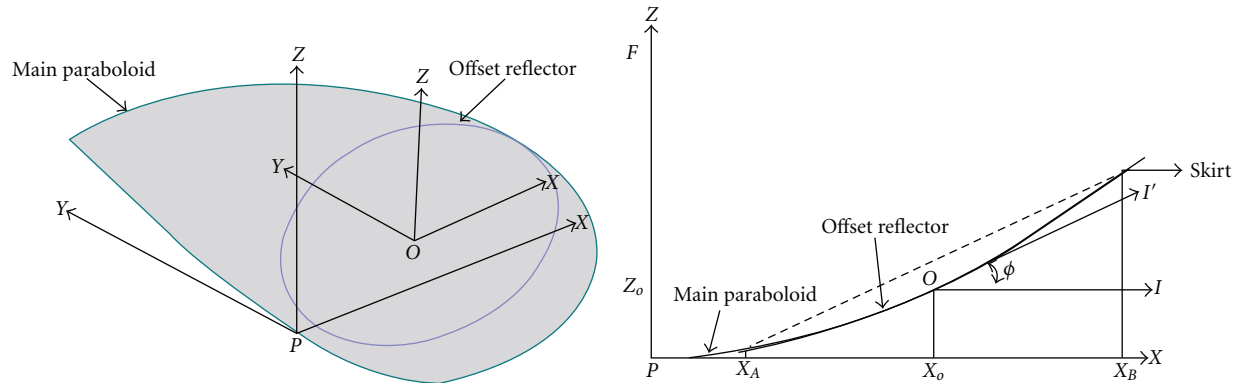 Main paraboloid
Z
Z
Offset reflector
Y
X
Y
X
O
P
Z
F
Skirt
I′
Offset reflector
ϕ
O
Z_o
I
Main paraboloid
P
X_A
X_o
X_B
X